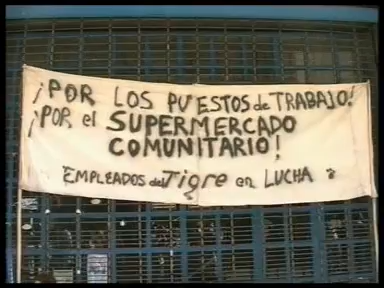 ¡POR LOS PUESTOS de TRABAJO!
¡POR el SUPERMERCADO
COMUNITARIO!
EMPLEADOS del Tigre en LUCHA